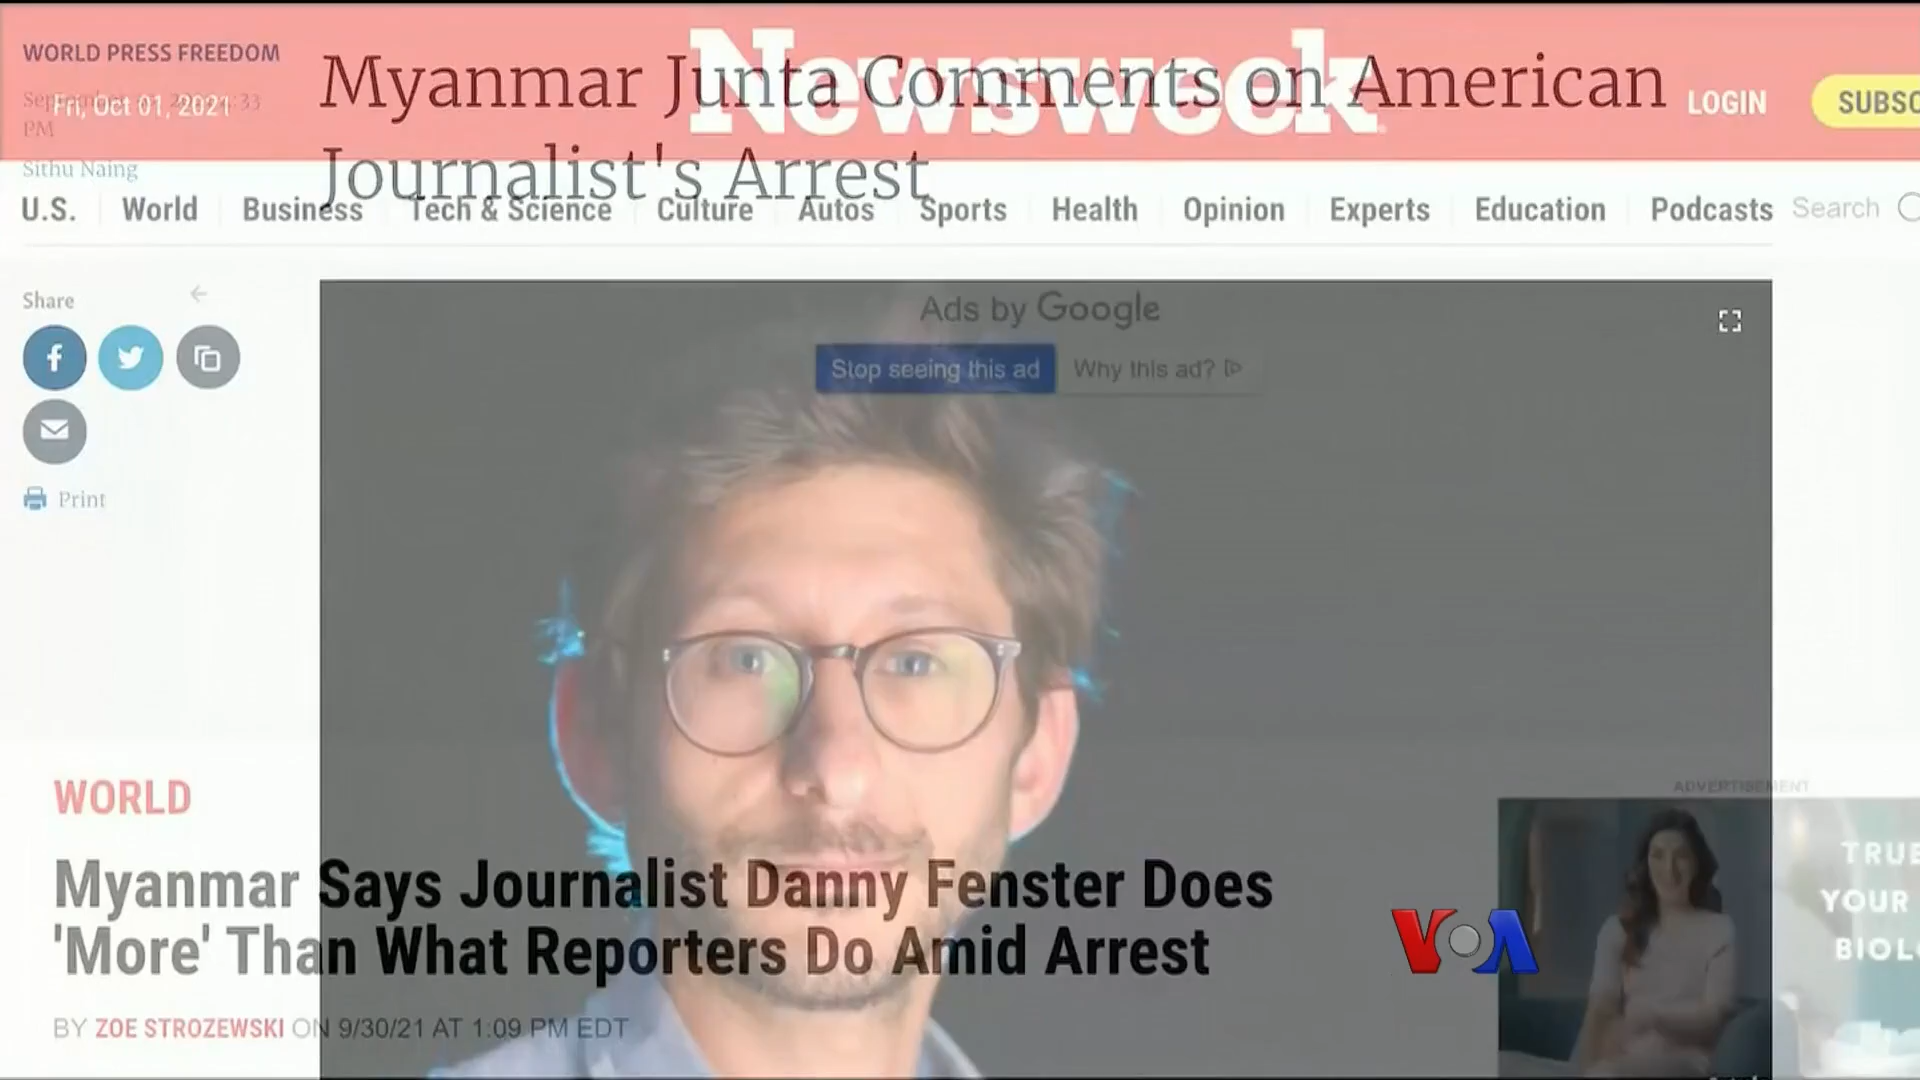 WORLD PRESS FREEDOM
Myanmar Junta Comments on American
Journalist's Arrest
Newsweek
Fri, Oct 01, 2021
33
PM
LOGIN
SUBSC
Sithu Naing
U.S.
World
Business
Tech & Science
Culture
Autos
Sports
Health
Opinion
Experts
Education
Podcasts
Search
Share
Print
Ads by Google
Stop seeing this ad
Why this ad?
WORLD
Myanmar Says Journalist Danny Fenster Does
'More' Than What Reporters Do Amid Arrest
BY ZOE STROZEWSKI ON 9/30/21 AT 1:09 PM EDT
VOA
ADVERTISEMENT
TRUE
YOUR
BIOL